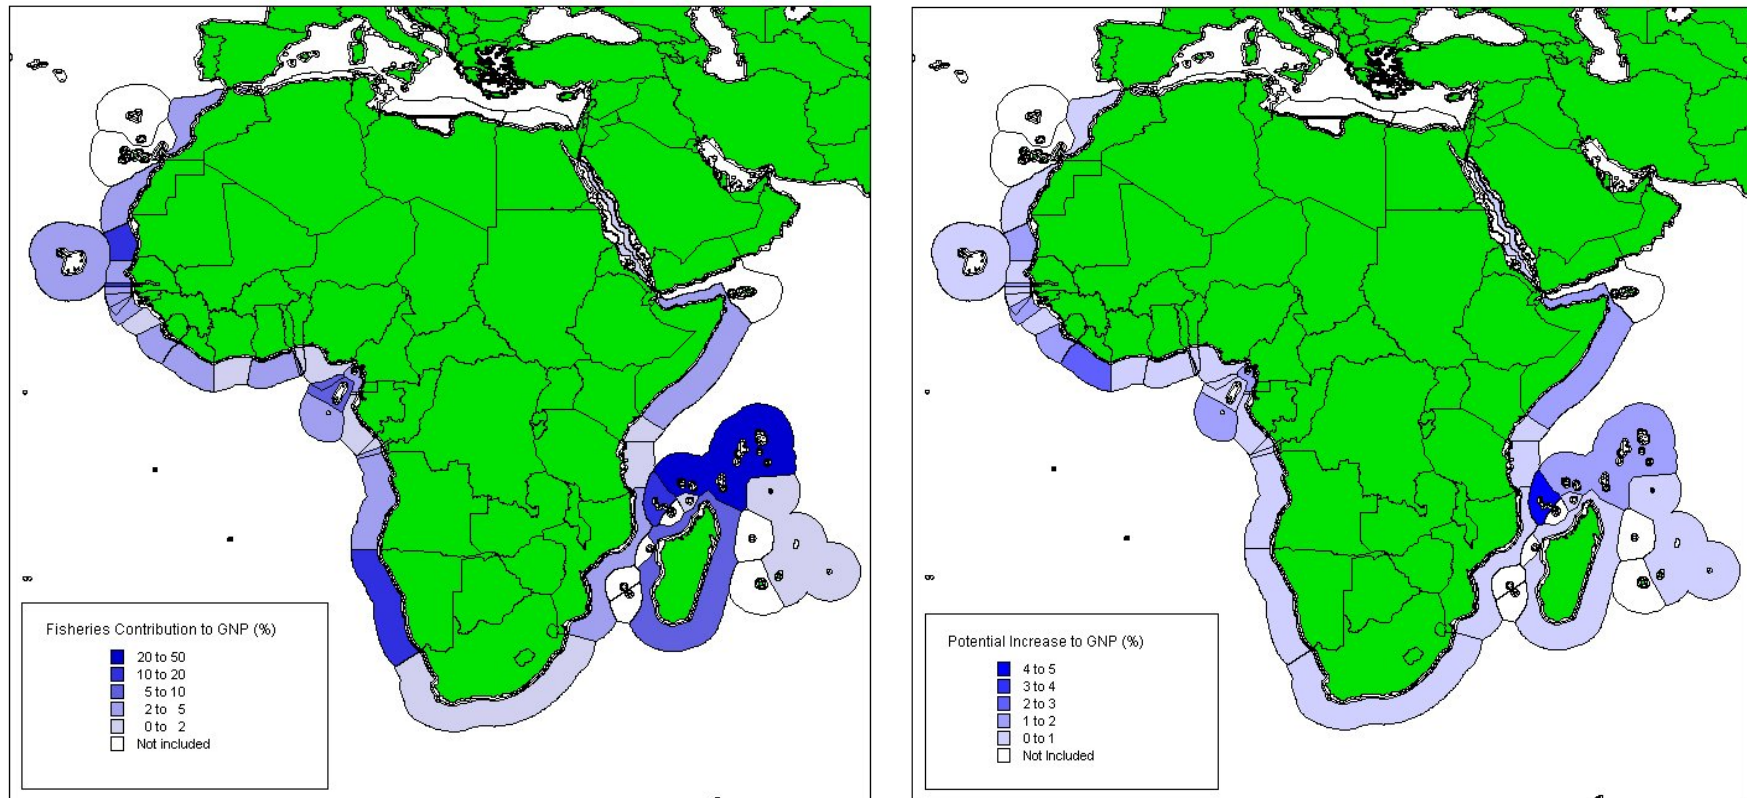 Fisheries Contribution to GNP (%)
20 to 50
10 to 20
5 to 10
2 to 5
0 to 2
Not included
Potential Increase to GNP (%)
4 to 5
3 to 4
2 to 3
1 to 2
0 to 1
Not Included